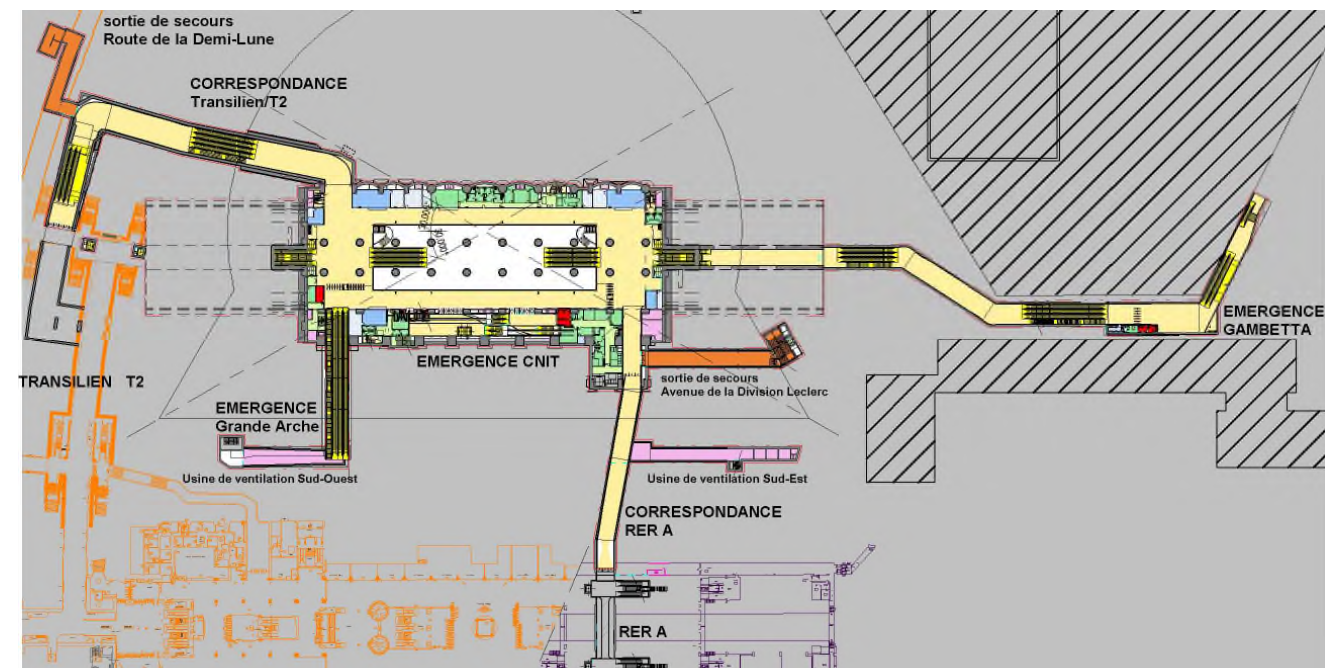 sortie de secours
Route de la Demi-Lune
CORRESPONDANCE
Transilien/T2
EMERGENCE
GAMBETTA
EMERGENCE CNIT
TRANSILIEN T2
sortie de secours
Avenue de la Division Leclerc
EMERGENCE
Grande Arche
Usine de ventilation Sud-Ouest
Usine de ventilation Sud-Est
CORRESPONDANCE
RER A
RER A